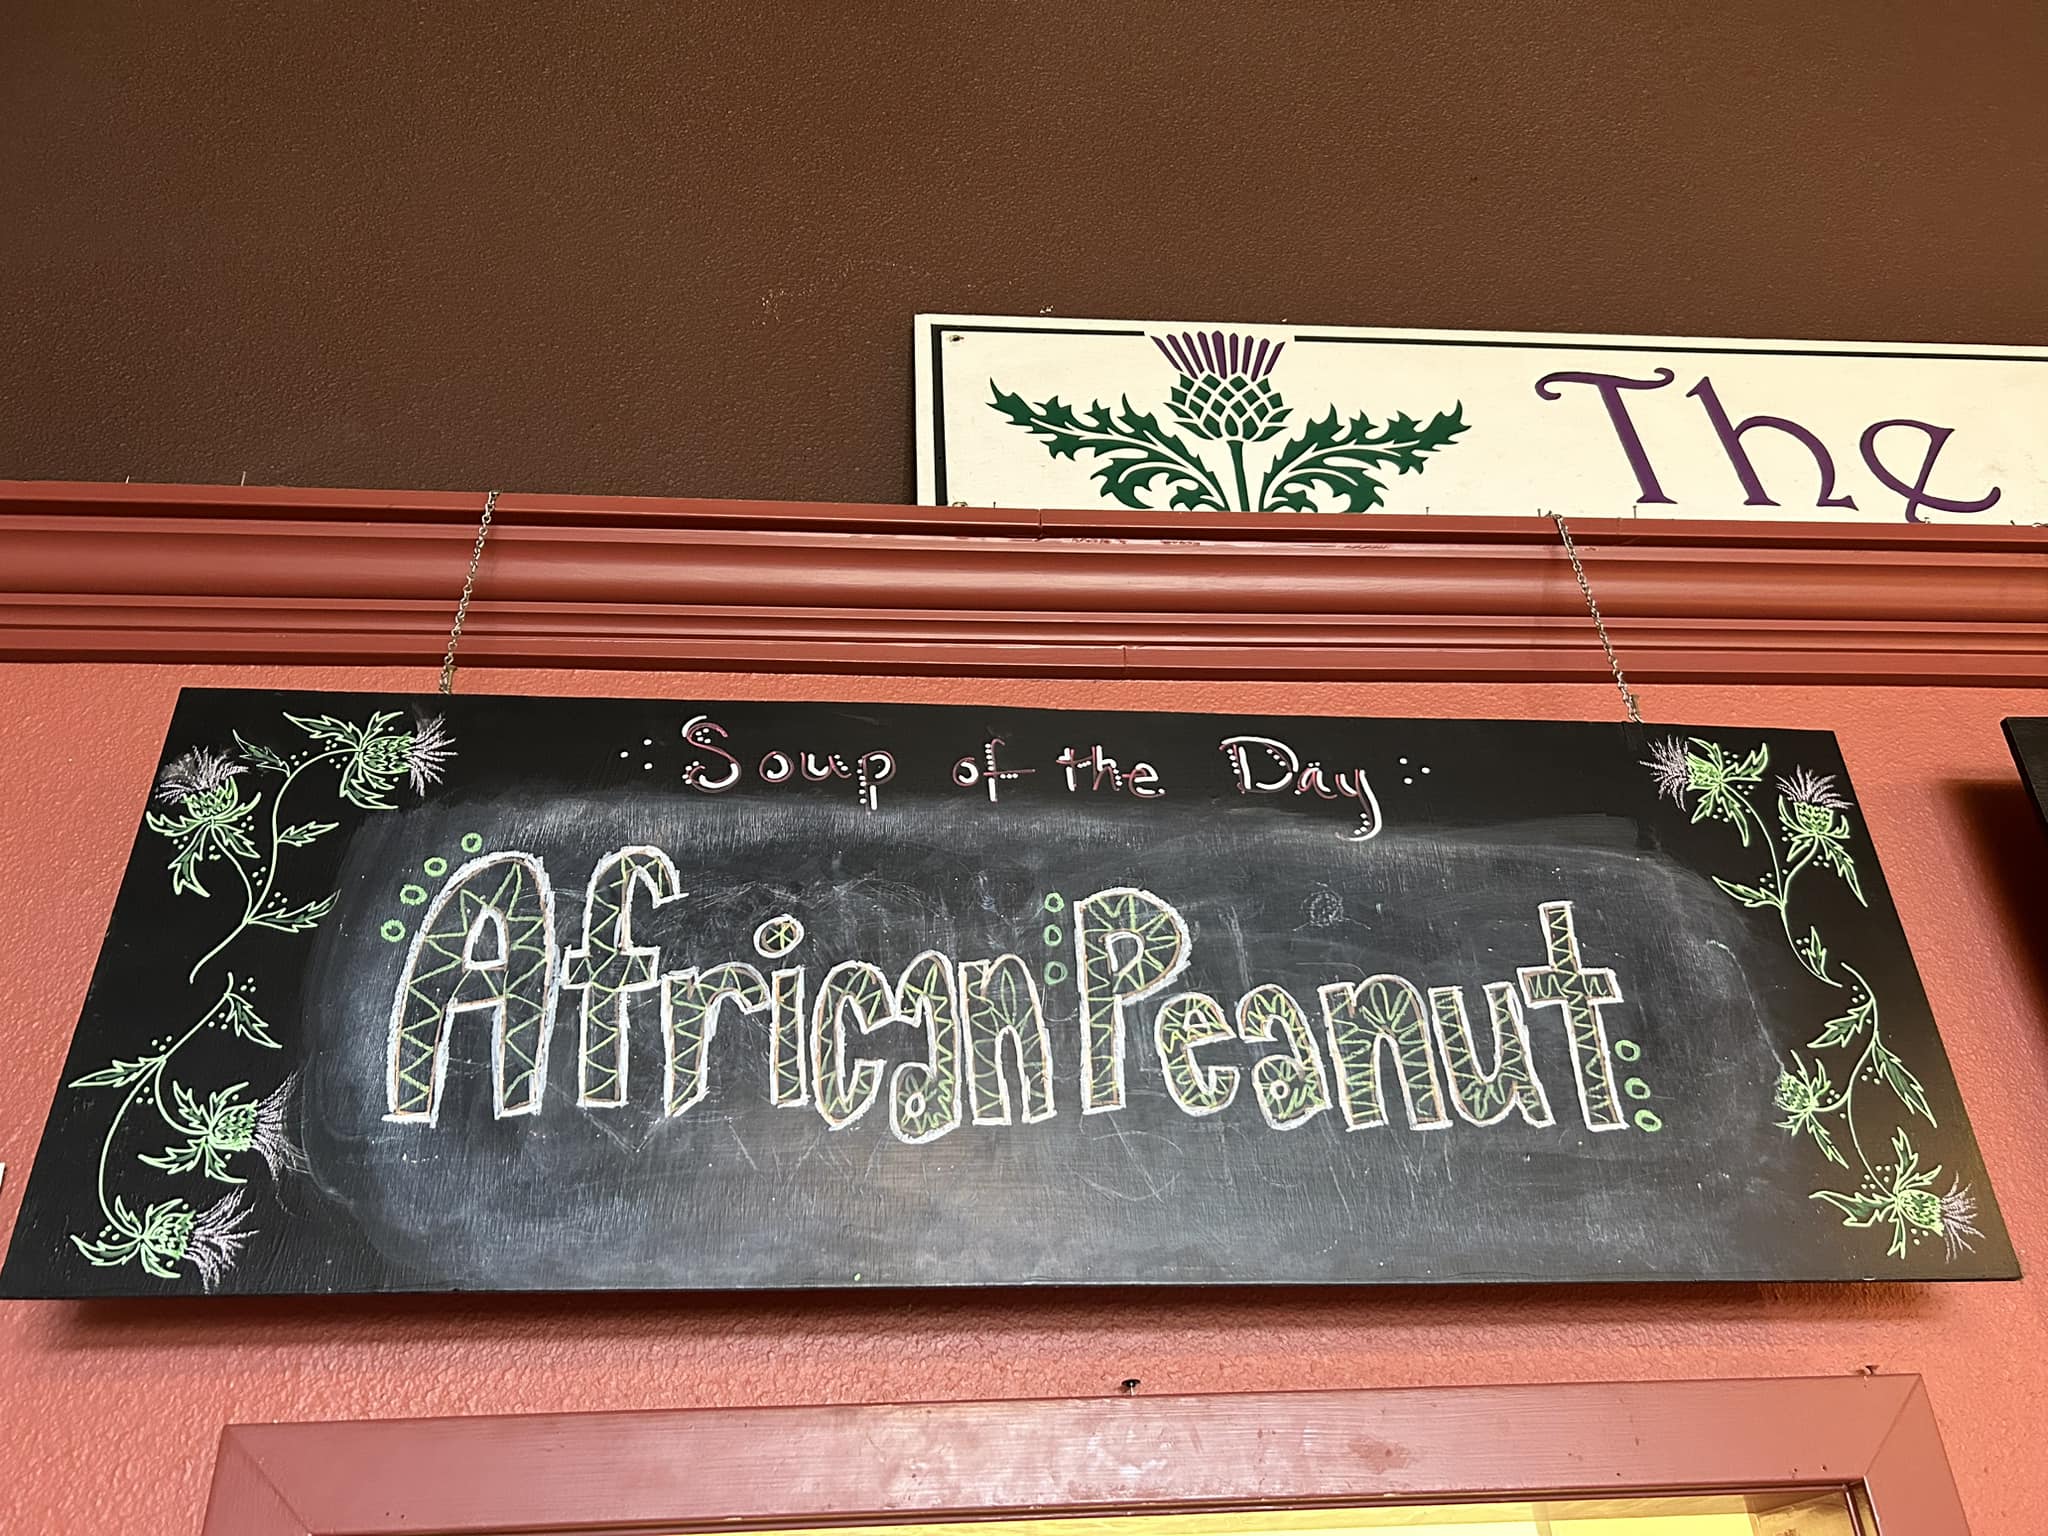 The
Soup of the Day
African Peanut